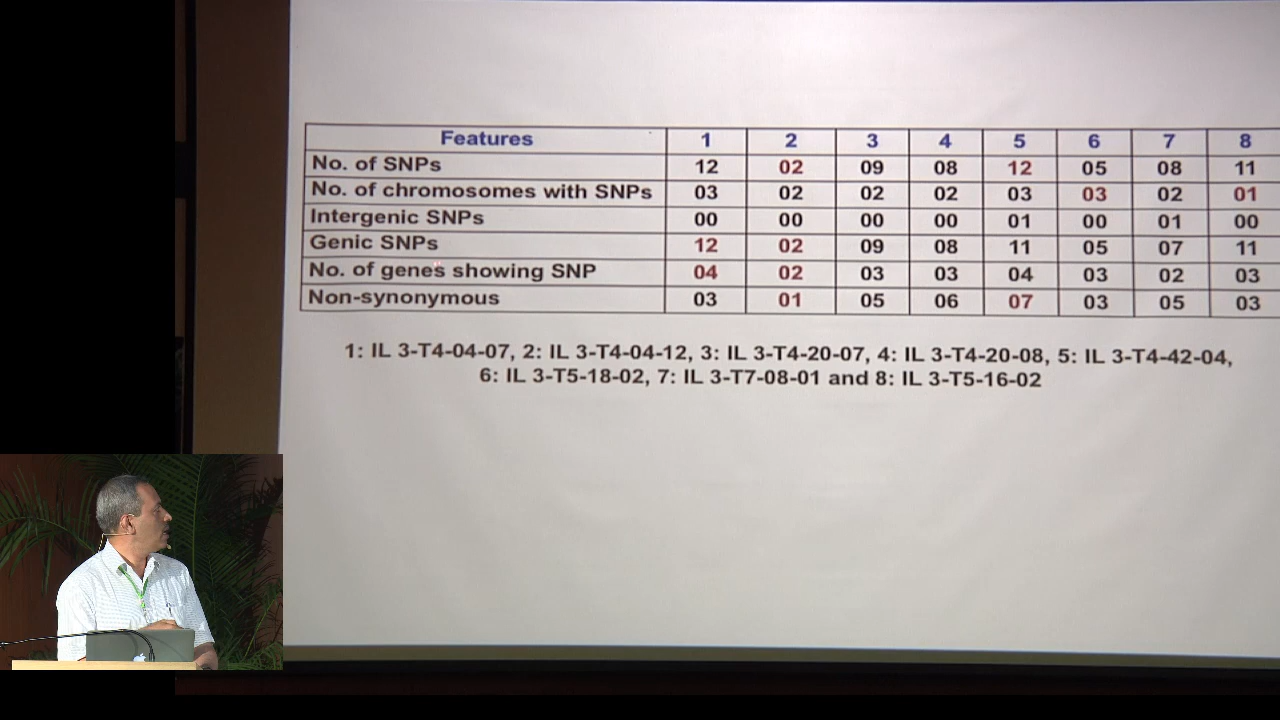 Features 1 2 3 4 5 6 7 8
No. of SNPs 12 02 09 08 12 05 08 11
No. of chromosomes with SNPs 03 02 02 02 03 03 02 01
Intergenic SNPs 00 00 00 00 01 00 01 00
Genic SNPs 12 02 09 08 11 05 07 11
No. of genes showing SNP 04 02 03 03 04 03 02 03
Non-synonymous 03 01 05 06 07 03 05 03
1: IL 3-T4-04-07, 2: IL 3-T4-04-12, 3: IL 3-T4-20-07, 4: IL 3-T4-20-08, 5: IL 3-T4-42-04,
6: IL 3-T5-18-02, 7: IL 3-T7-08-01 and 8: IL 3-T5-16-02